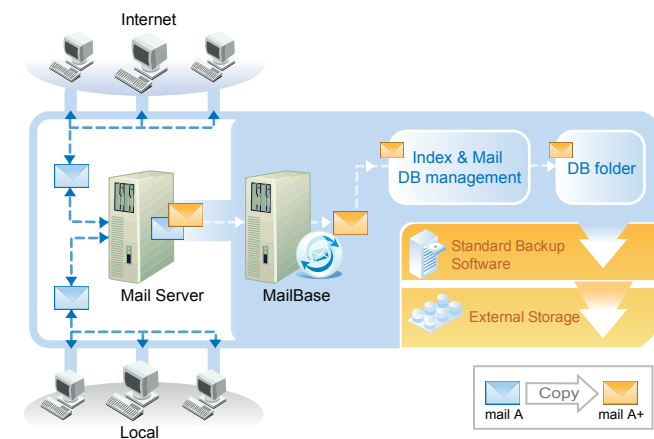 Internet
Index & Mail
DB management
DB folder
Standard Backup
Software
Mail Server
MailBase
External Storage
Copy
mail A
mail A+
Local